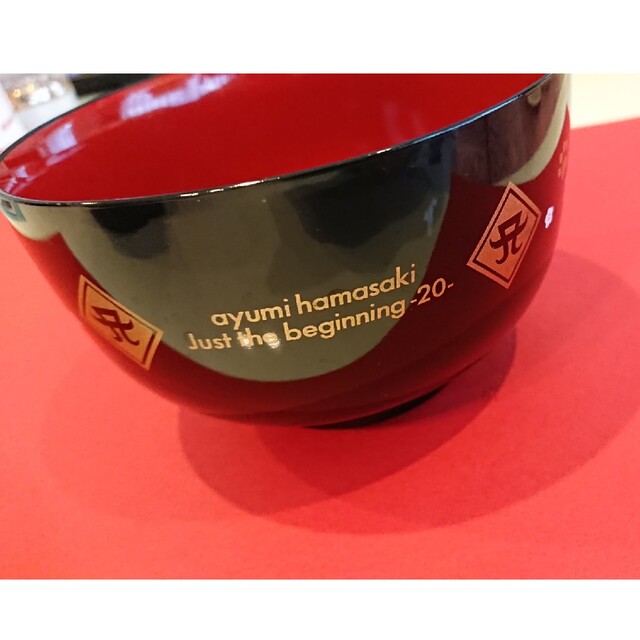 ayumi hamasaki
Just the beginning -20-